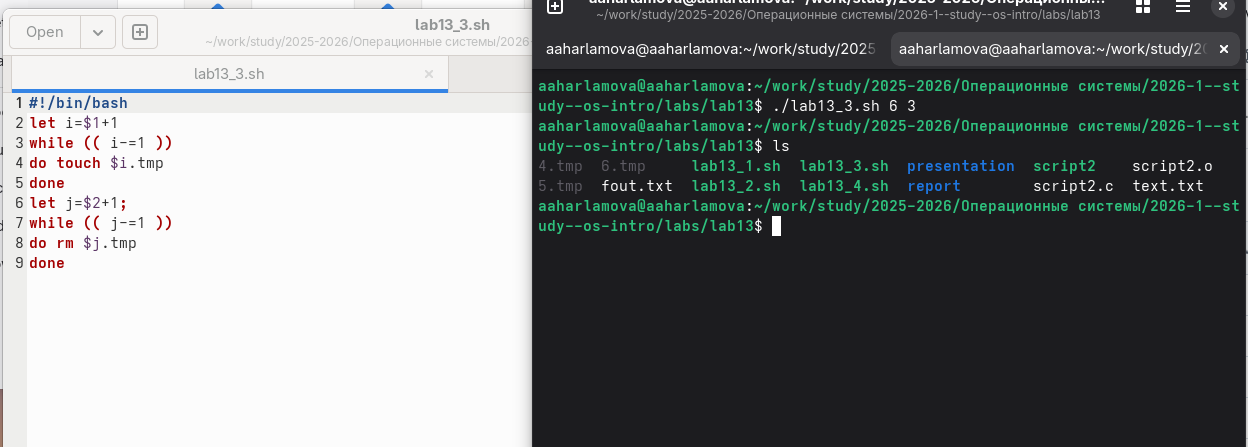 Open
lab13_3.sh
~/work/study/2025-2026/Операционные системы/2026
lab13_3.sh
1 #!/bin/bash
2 let i=$1+1
3 while (( i-=1 ))
4 do touch $i.tmp
5 done
6 let j=$2+1;
7 while (( j-=1 ))
8 do rm $j.tmp
9 done
~/work/study/2025-2026/Операционные системы/2026-1--study--os-intro/labs/lab13
aaharlamova@aaharlamova:~/work/study/2025
aaharlamova@aaharlamova:~/work/study/2
aaharlamova@aaharlamova:~/work/study/2025-2026/Операционные системы/2026-1--st
udy--os-intro/labs/lab13$ ./lab13_3.sh 6 3
aaharlamova@aaharlamova:~/work/study/2025-2026/Операционные системы/2026-1--st
udy--os-intro/labs/lab13$ ls
4.tmp 6.tmp lab13_1.sh lab13_3.sh presentation script2 script2.o
5.tmp fout.txt lab13_2.sh lab13_4.sh report script2.c text.txt
aaharlamova@aaharlamova:~/work/study/2025-2026/Операционные системы/2026-1--st
udy--os-intro/labs/lab13$